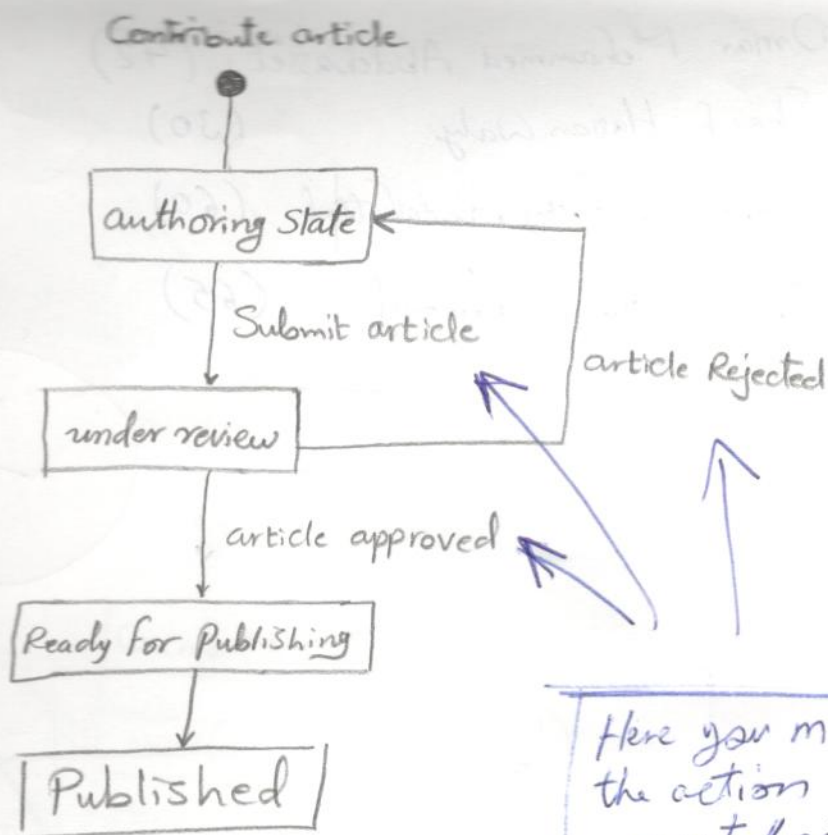 Contribute article
authoring State
Submit article
article Rejected
under review
article approved
Ready for Publishing
Published
Here you m
the action